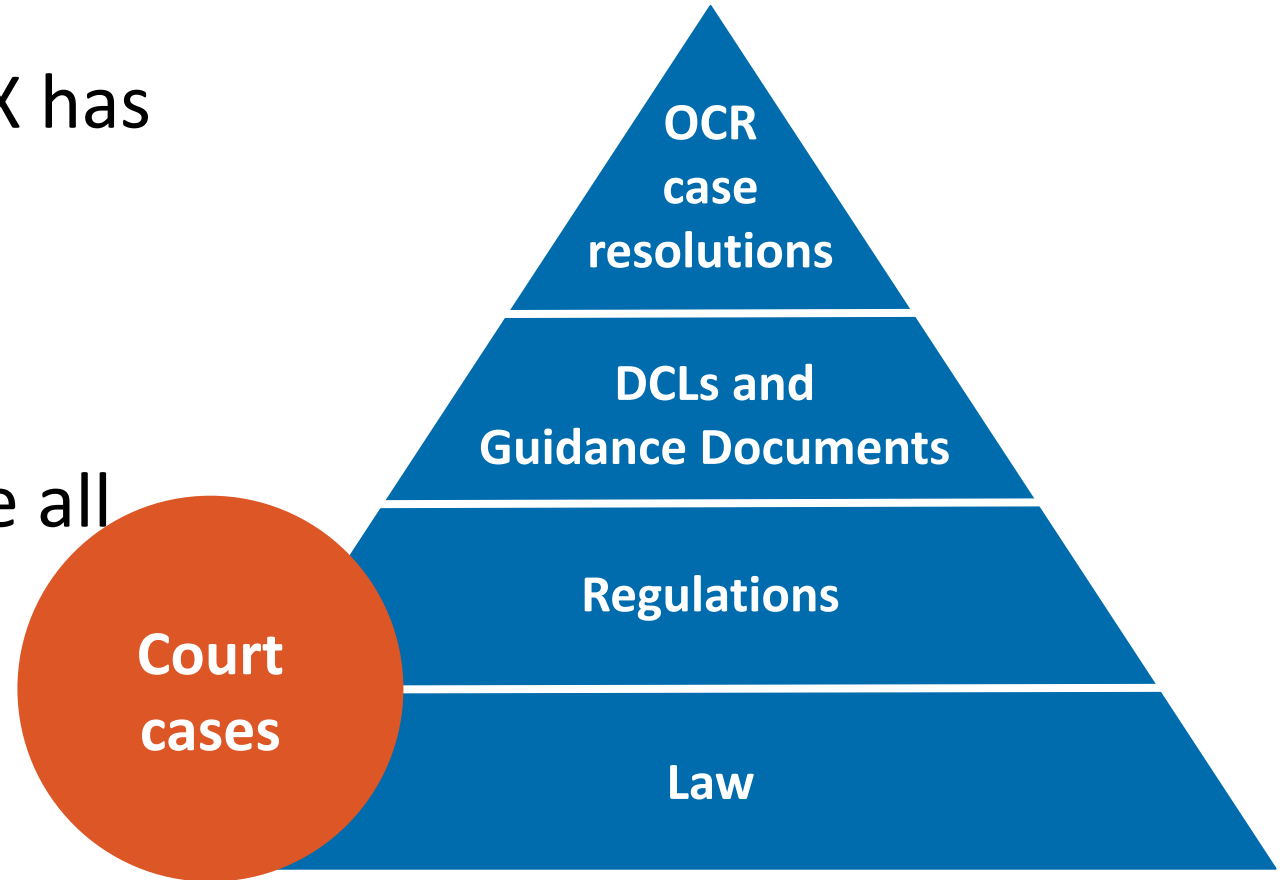 X has
e all
OCR
case
resolutions
DCLs and
Guidance Documents
Regulations
Court
cases
Law